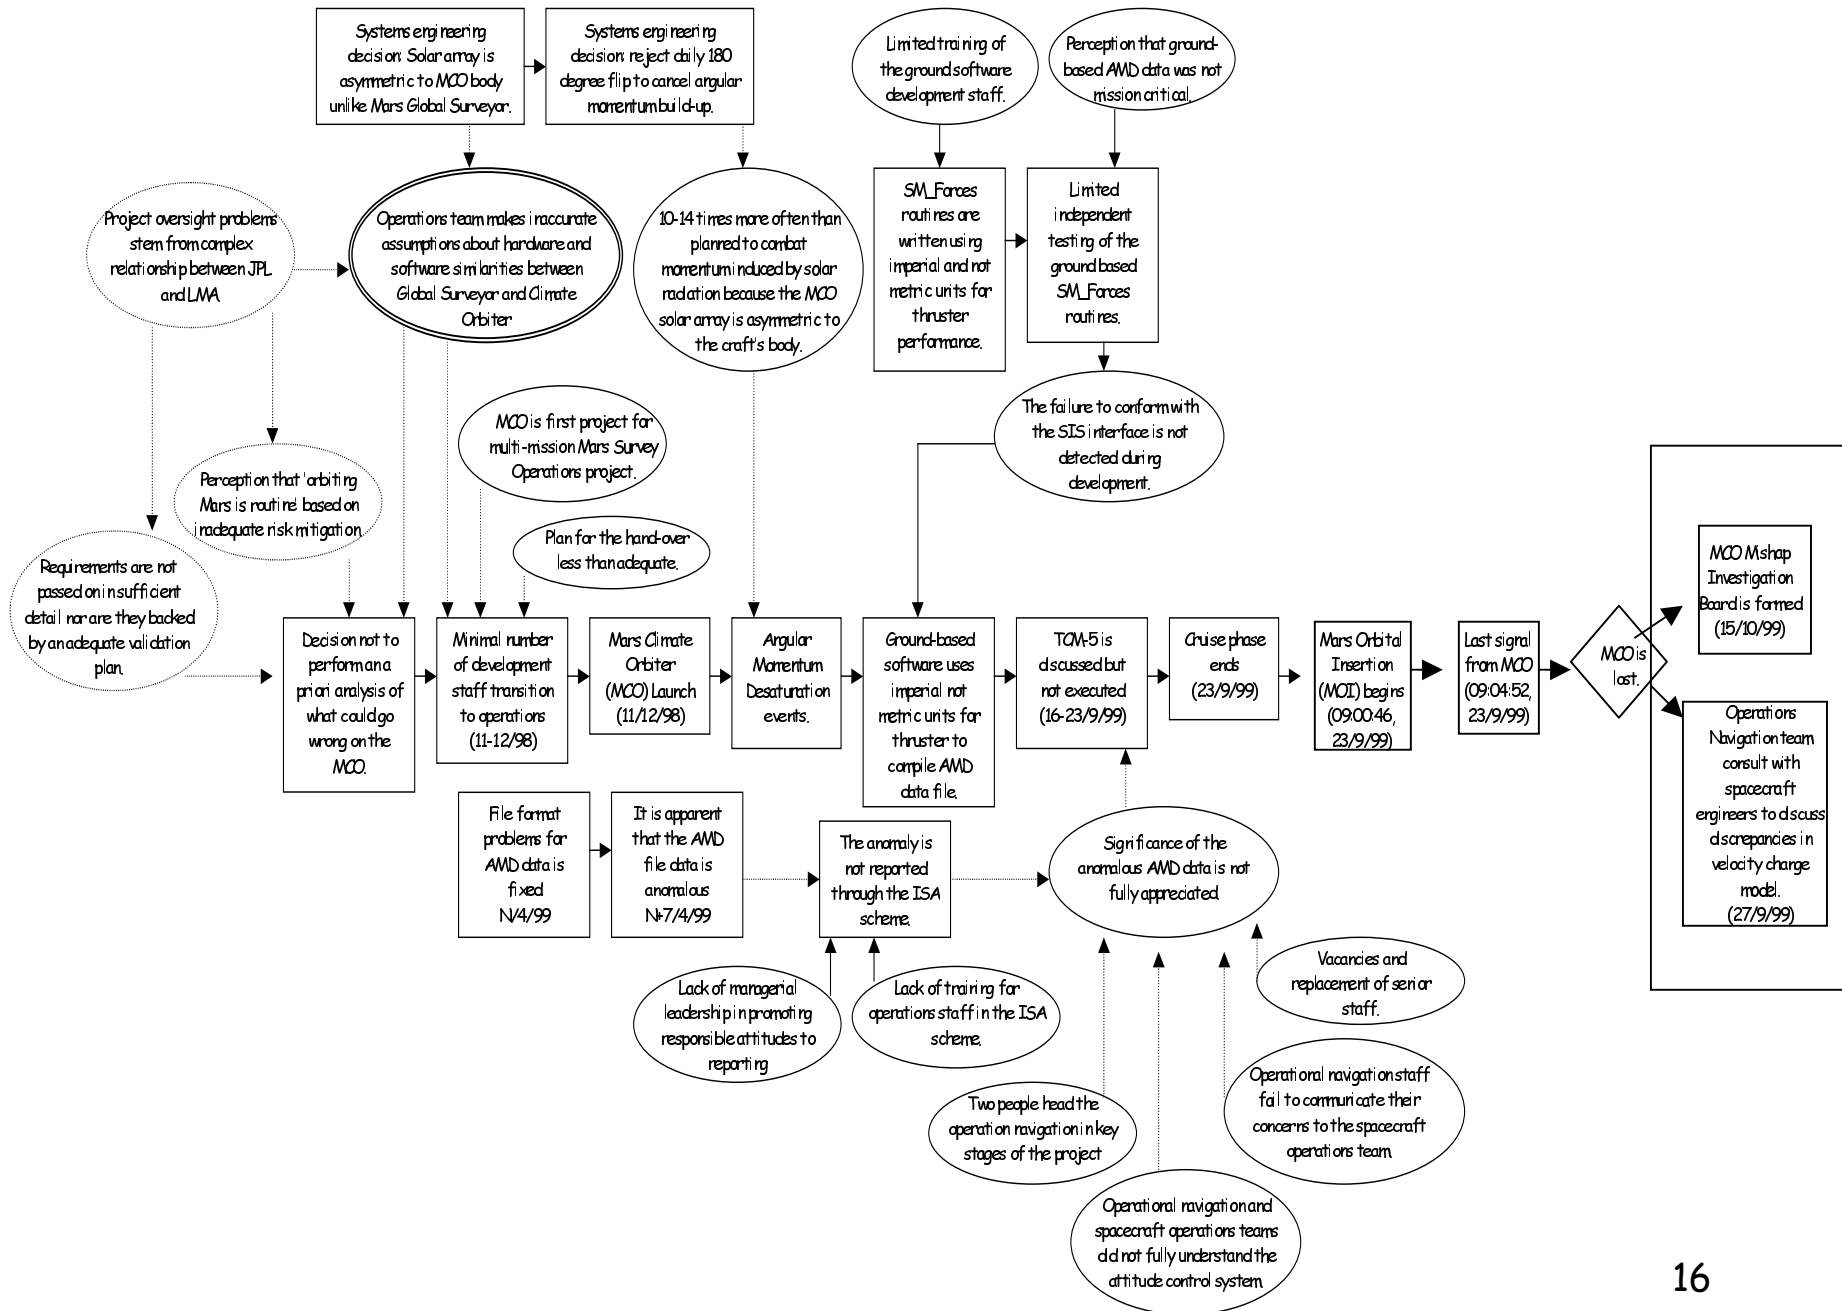 Systems engineering
decision: Solar array is
asymmetric to MCO body
unlike Mars Global Surveyor.
Systems engineering
decision: reject daily 180
degree flip to cancel angular
momentum build-up.
Limited training of
the ground software
development staff.
Perception that ground-
based AMD data was not
mission critical.
Project oversight problems
stem from complex
relationship between JPL
and LMA.
Operations team makes inaccurate
assumptions about hardware and
software similarities between
Global Surveyor and Climate
Orbiter
10-14 times more often than
planned to combat
momentum induced by solar
radiation because the MCO
solar array is asymmetric to
the craft's body.
SM_Forces
routines are
written using
imperial and not
metric units for
thruster
performance.
Limited
independent
testing of the
ground based
SM_Forces
routines.
MCO is first project for
multi-mission Mars Survey
Operations project.
The failure to conform with
the SIS interface is not
detected during
development.
Perception that 'orbiting
Mars is routine' based on
inadequate risk mitigation.
Plan for the hand-over
less than adequate.
Requirements are not
passed on in sufficient
detail nor are they backed
by an adequate validation
plan.
Decision not to
perform an a
priori analysis of
what could go
wrong on the
MCO.
Minimal number
of development
staff transition
to operations
(11-12/98)
Mars Climate
Orbiter
(MCO) Launch
(11/12/98)
Angular
Momentum
Desaturation
events.
Ground-based
software uses
imperial not
metric units for
thruster to
compile AMD
data file.
TCM-5 is
discussed but
not executed
(16-23/9/99)
Cruise phase
ends
(23/9/99)
Mars Orbital
Insertion
(MOI) begins
(09:00:46,
23/9/99)
Last signal
from MCO
(09:04:52,
23/9/99)
MCO is
lost.
MCO Mishap
Investigation
Board is formed
(15/10/99)
Operations
Navigation team
consult with
spacecraft
engineers to discuss
discrepancies in
velocity charge
model.
(27/9/99)
File format
problems for
AMD data is
fixed
N/4/99
It is apparent
that the AMD
file data is
anomalous
N+7/4/99
The anomaly is
not reported
through the ISA
scheme.
Significance of the
anomalous AMD data is not
fully appreciated.
Lack of managerial
leadership in promoting
responsible attitudes to
reporting
Lack of training for
operations staff in the ISA
scheme.
Vacancies and
replacement of senior
staff.
Two people head the
operation navigation in key
stages of the project
Operational navigation staff
fail to communicate their
concerns to the spacecraft
operations team.
Operational navigation and
spacecraft operations teams
did not fully understand the
attitude control system.
16